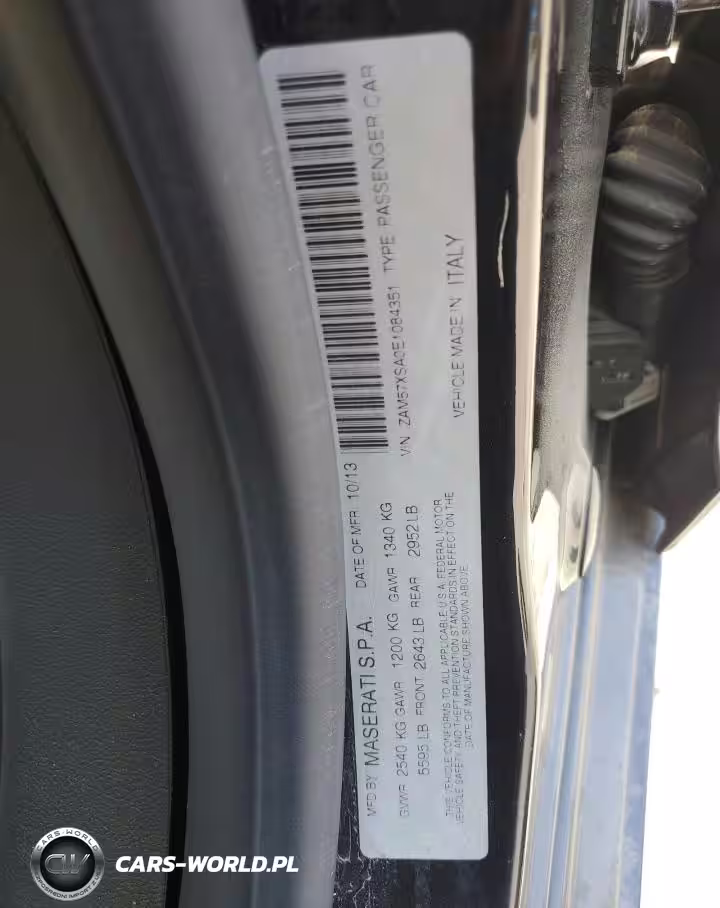 MFD BY MASERATI S.P.A. DATE OF MFR 10/13
GVWR 2540 KG GAWR 1200 KG GAWR 1340 KG
5595 LB FRONT 2643 LB REAR 2952 LB
VIN ZAM57XSA0E1084351 TYPE PASSENGER CAR
THIS VEHICLE CONFORMS TO ALL APPLICABLE U.S.A. FEDERAL MOTOR
VEHICLE SAFETY AND THEFT PREVENTION STANDARDS IN EFFECT ON THE
DATE OF MANUFACTURE SHOWN ABOVE
VEHICLE MADE IN ITALY
CARS-WORLD
CW
CARS-WORLD.PL